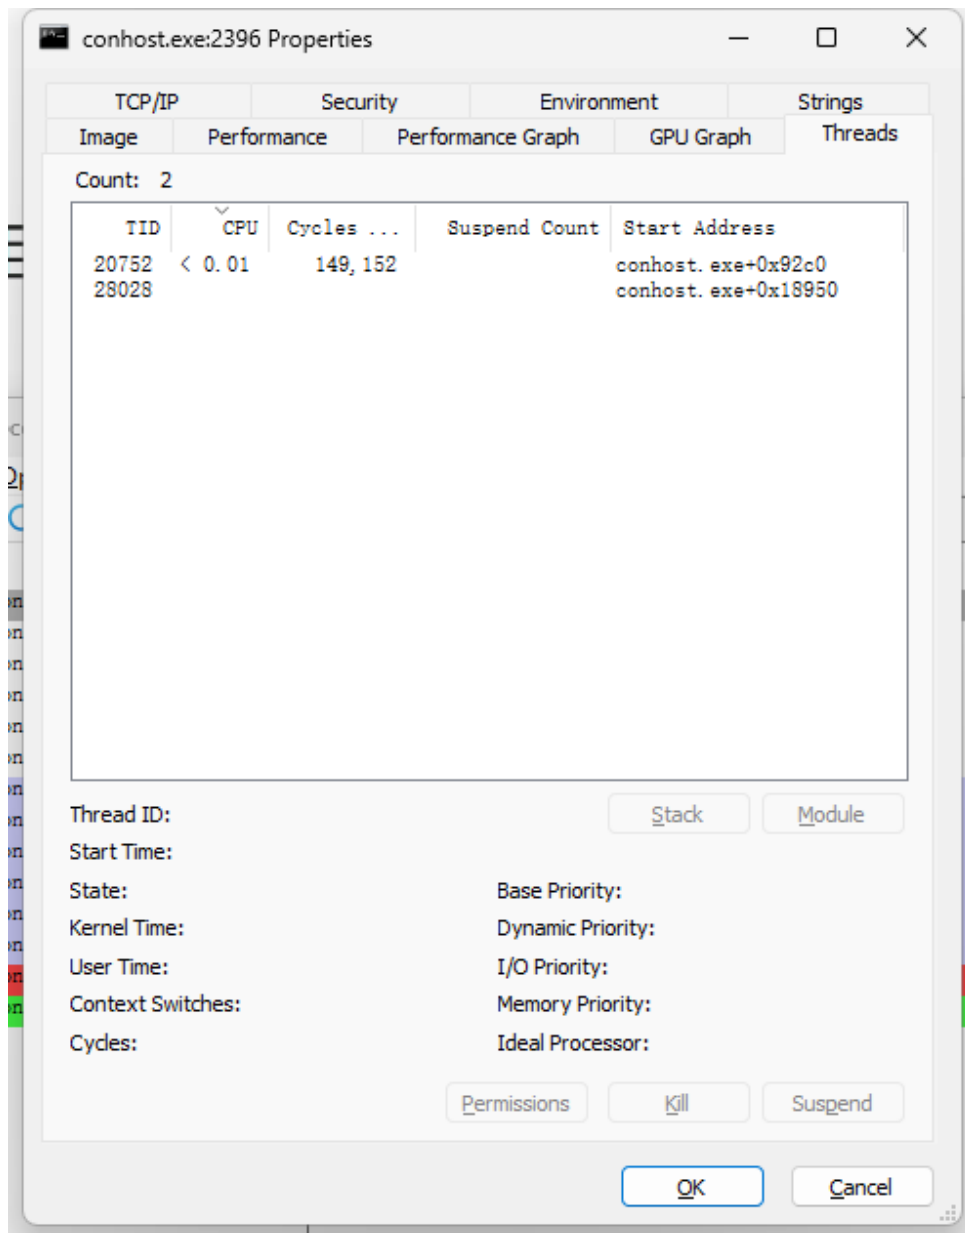 conhost.exe:2396 Properties
TCP/IP Security Environment Strings
Image Performance Performance Graph GPU Graph Threads
Count: 2
TID CPU Cycles ... Suspend Count Start Address
20752 < 0.01 149,152 conhost.exe+0x92c0
28028 conhost.exe+0x18950
Thread ID: Stack Module
Start Time:
State: Base Priority:
Kernel Time: Dynamic Priority:
User Time: I/O Priority:
Context Switches: Memory Priority:
Cycles: Ideal Processor:
Permissions Kill Suspend
OK Cancel